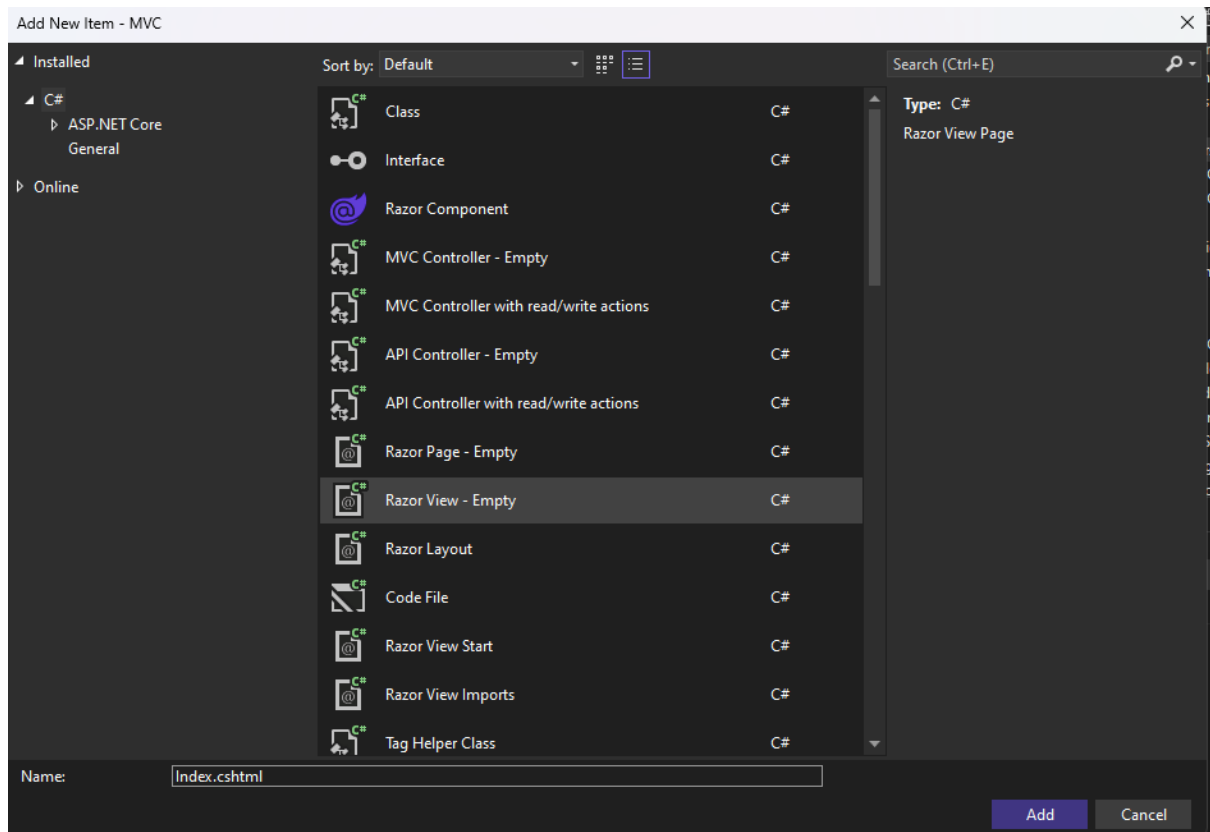 Add New Item - MVC
Installed
C#
ASP.NET Core
General
Online
Sort by: Default
Class C#
Interface C#
Razor Component C#
MVC Controller - Empty C#
MVC Controller with read/write actions C#
API Controller - Empty C#
API Controller with read/write actions C#
Razor Page - Empty C#
Razor View - Empty C#
Razor Layout C#
Code File C#
Razor View Start C#
Razor View Imports C#
Tag Helper Class C#
Search (Ctrl+E)
Type: C#
Razor View Page
Name: Index.cshtml
Add Cancel